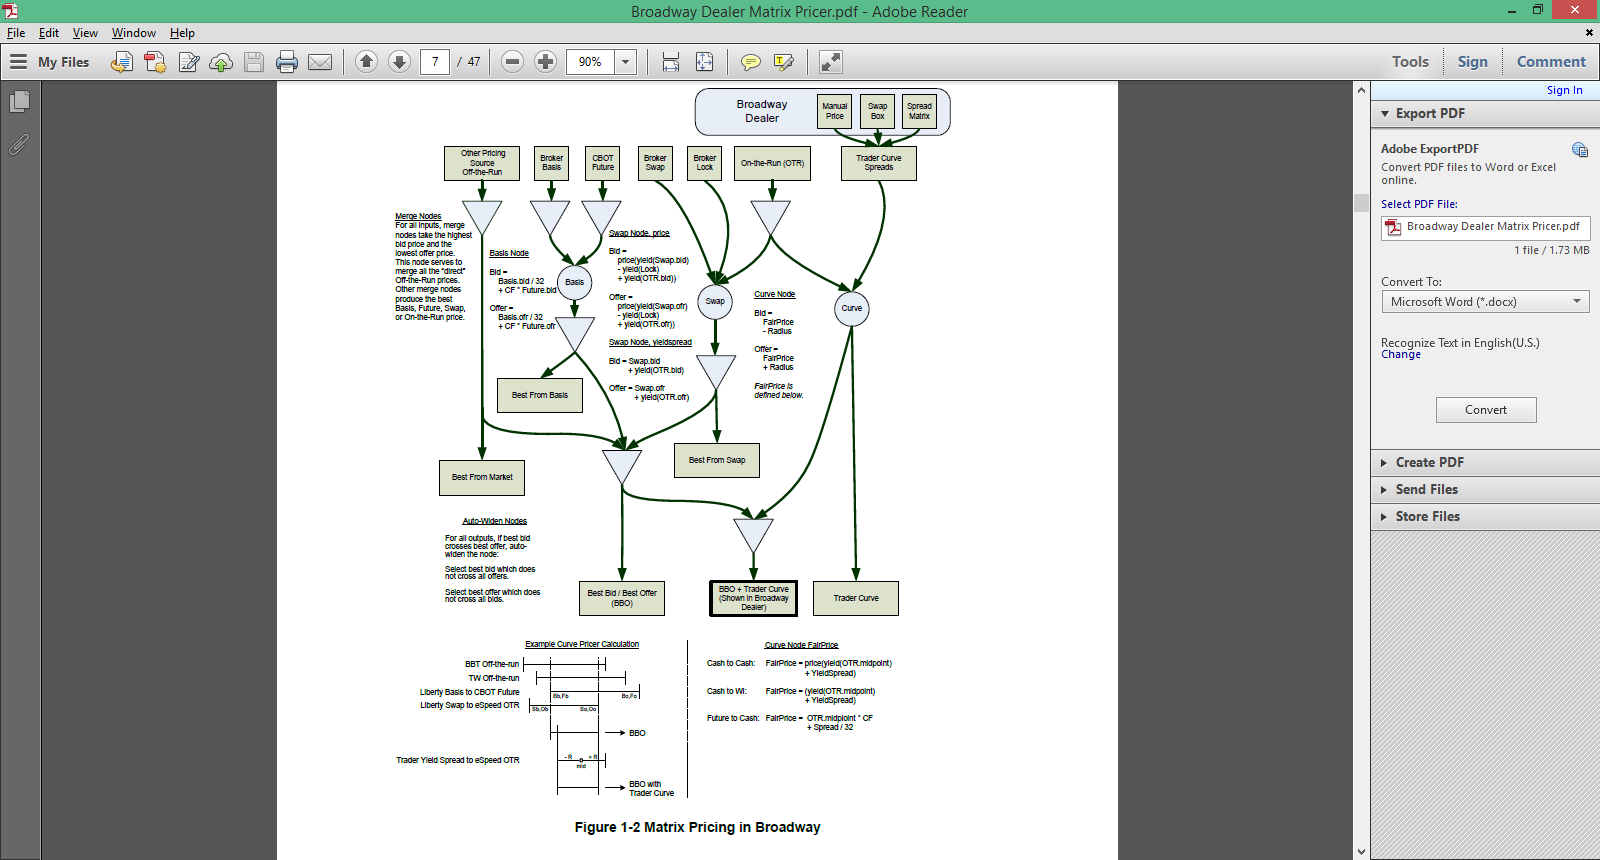 Broadway Dealer Matrix Pricer.pdf - Adobe Reader
File Edit View Window Help
My Files
7 / 47
90%
Tools
Sign
Comment
Sign In
Export PDF
Adobe ExportPDF
Convert PDF files to Word or Excel
online.
Select PDF File:
Broadway Dealer Matrix Pricer.pdf
1 file / 1.73 MB
Convert To:
Microsoft Word (*.docx)
Recognize Text in English(U.S.)
Change
Convert
Create PDF
Send Files
Store Files
Broadway
Dealer
Manual
Price
Swap
Box
Spread
Matrix
Other Pricing
Source
Off-the-Run
Broker
Basis
CBOT
Future
Broker
Swap
Broker
Lock
On-the-Run (OTR)
Trader Curve
Spreads
Merge Nodes
For all inputs, merge
nodes take the highest
bid price and the
lowest offer price.
This node serves to
merge all the "direct"
Off-the-Run prices.
Other merge nodes
produce the best
Basis, Future, Swap,
or On-the-Run price.
Basis Node
Bid =
Basis.bid / 32
+ CF * Future.bid
Offer =
Basis.ofr / 32
+ CF * Future.ofr
Basis
Swap Node, price
Bid =
price(yield(Swap.bid)
- yield(Lock)
+ yield(OTR.bid))
Offer =
price(yield(Swap.ofr)
- yield(Lock)
+ yield(OTR.ofr))
Swap Node, yieldspread
Bid = Swap.bid
+ yield(OTR.bid)
Offer = Swap.ofr
+ yield(OTR.ofr)
Swap
Curve Node
Bid =
FairPrice
- Radius
Offer =
FairPrice
+ Radius
FairPrice is
defined below.
Curve
Best From Basis
Best From Swap
Best From Market
Auto-Widen Nodes
For all outputs, if best bid
crosses best offer, auto-
widen the node:
Select best bid which does
not cross all offers.
Select best offer which does
not cross all bids.
Best Bid / Best Offer
(BBO)
BBO + Trader Curve
(Shown in Broadway
Dealer)
Trader Curve
Example Curve Pricer Calculation
BBT Off-the-run
TW Off-the-run
Liberty Basis to CBOT Future
Bb,Fb
Bo,Fo
Liberty Swap to eSpeed OTR
Sb,Ob
So,Oo
BBO
Trader Yield Spread to eSpeed OTR
- R
+ R
mid
BBO with
Trader Curve
Curve Node FairPrice
Cash to Cash: FairPrice = price(yield(OTR.midpoint)
+ YieldSpread)
Cash to WI: FairPrice = (yield(OTR.midpoint)
+ YieldSpread)
Future to Cash: FairPrice = OTR.midpioint * CF
+ Spread / 32
Figure 1-2 Matrix Pricing in Broadway